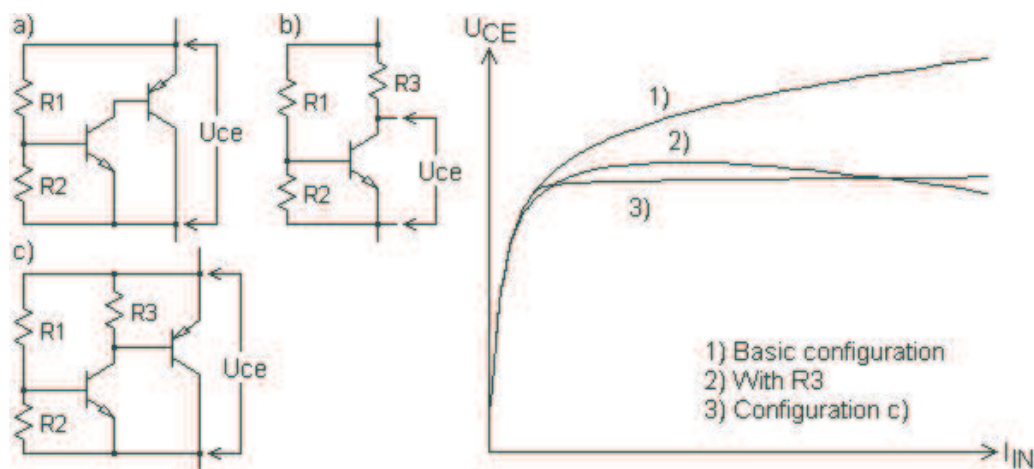 a)
R1
R2
Uce
b)
R1
R3
R2
Uce
c)
R1
R3
R2
Uce
UCE
1)
2)
3)
1) Basic configuration
2) With R3
3) Configuration c)
IIN